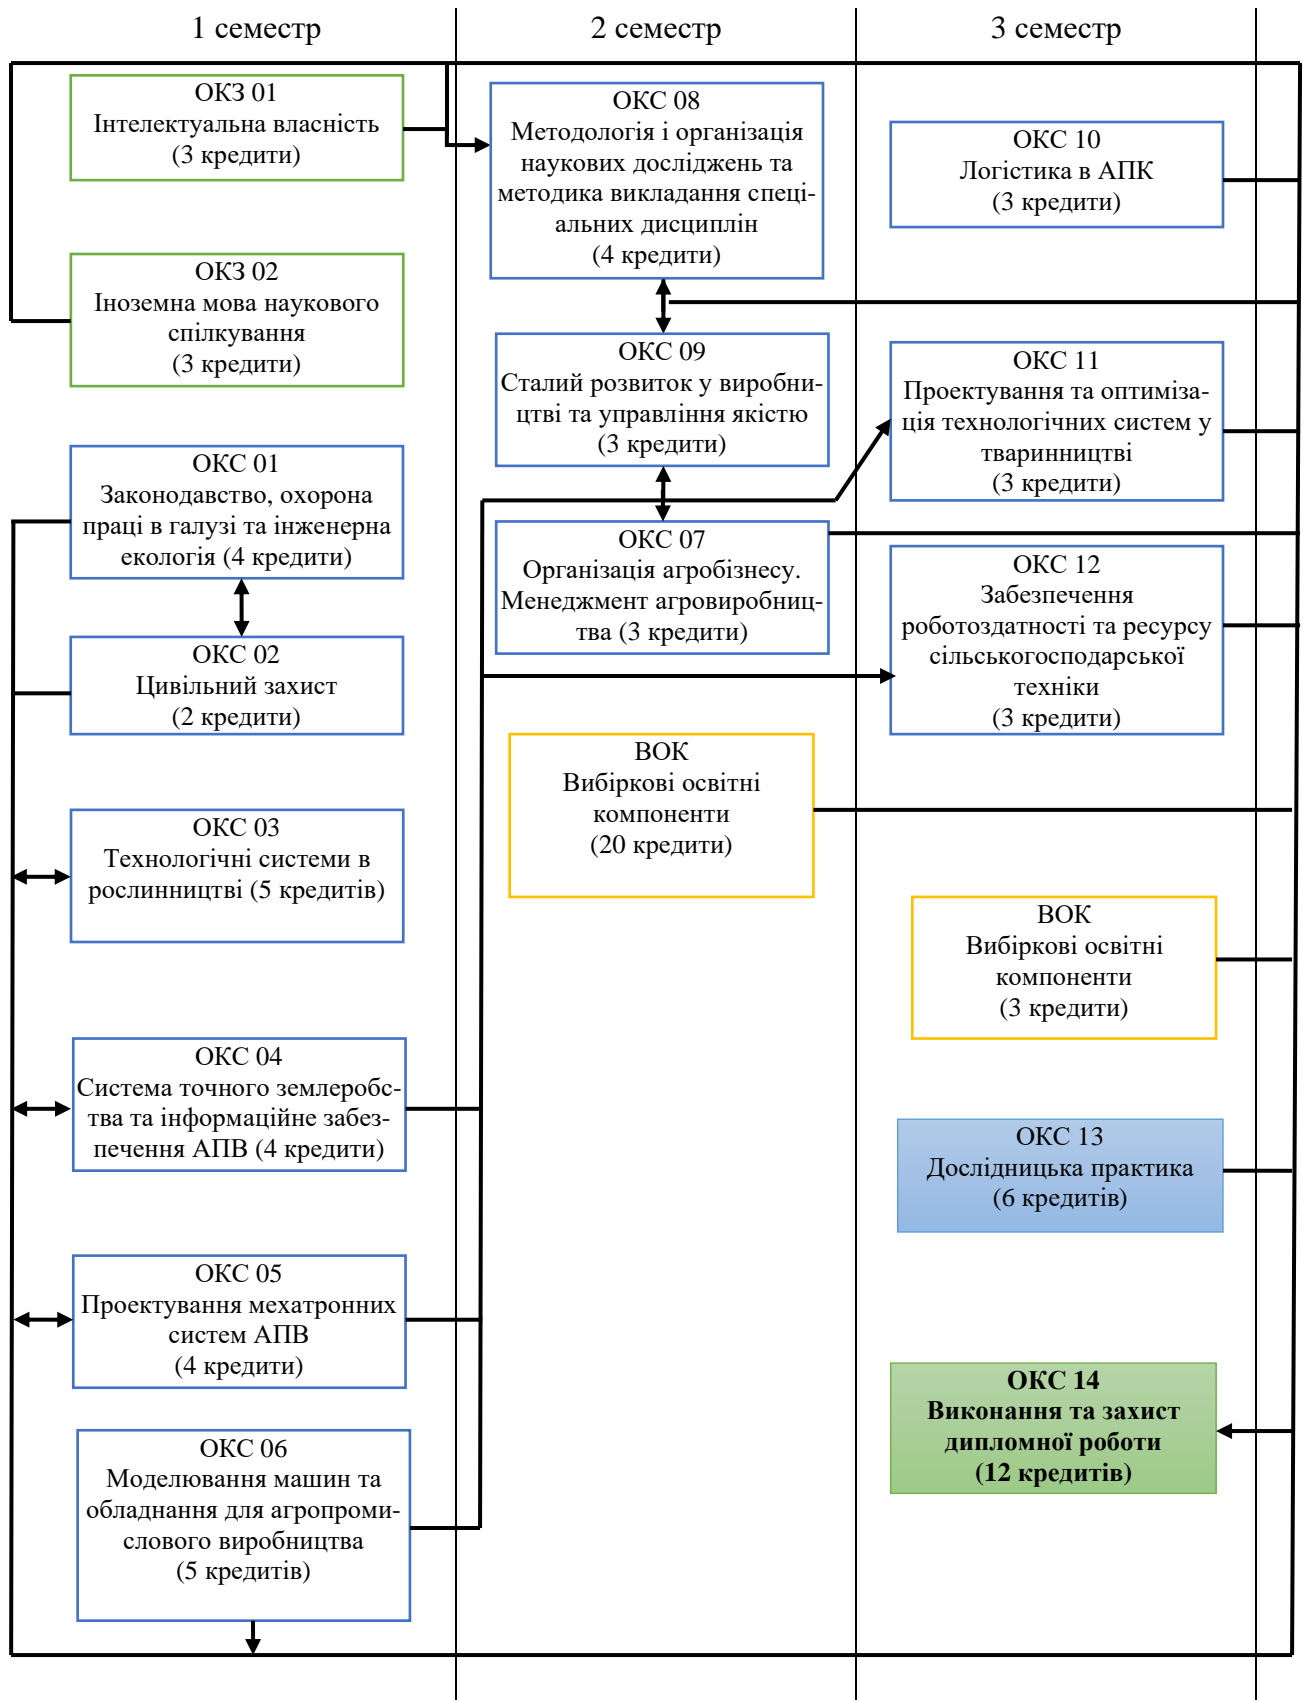 1 семестр
2 семестр
3 семестр
ОКЗ 01
Інтелектуальна власність
(3 кредити)
ОКЗ 02
Іноземна мова наукового
спілкування
(3 кредити)
ОКС 01
Законодавство, охорона
праці в галузі та інженерна
екологія (4 кредити)
ОКС 02
Цивільний захист
(2 кредити)
ОКС 03
Технологічні системи в
рослинництві (5 кредитів)
ОКС 04
Система точного землеробс-
тва та інформаційне забез-
печення АПВ (4 кредити)
ОКС 05
Проектування мехатронних
систем АПВ
(4 кредити)
ОКС 06
Моделювання машин та
обладнання для агропроми-
слового виробництва
(5 кредитів)
ОКС 08
Методологія і організація
наукових досліджень та
методика викладання спеці-
альних дисциплін
(4 кредити)
ОКС 09
Сталий розвиток у виробни-
цтві та управління якістю
(3 кредити)
ОКС 07
Організація агробізнесу.
Менеджмент агровиробниц-
тва (3 кредити)
ВОК
Вибіркові освітні
компоненти
(20 кредити)
ОКС 10
Логістика в АПК
(3 кредити)
ОКС 11
Проектування та оптиміза-
ція технологічних систем у
тваринництві
(3 кредити)
ОКС 12
Забезпечення
роботоздатності та ресурсу
сільськогосподарської
техніки
(3 кредити)
ВОК
Вибіркові освітні
компоненти
(3 кредити)
ОКС 13
Дослідницька практика
(6 кредитів)
ОКС 14
Виконання та захист
дипломної роботи
(12 кредитів)